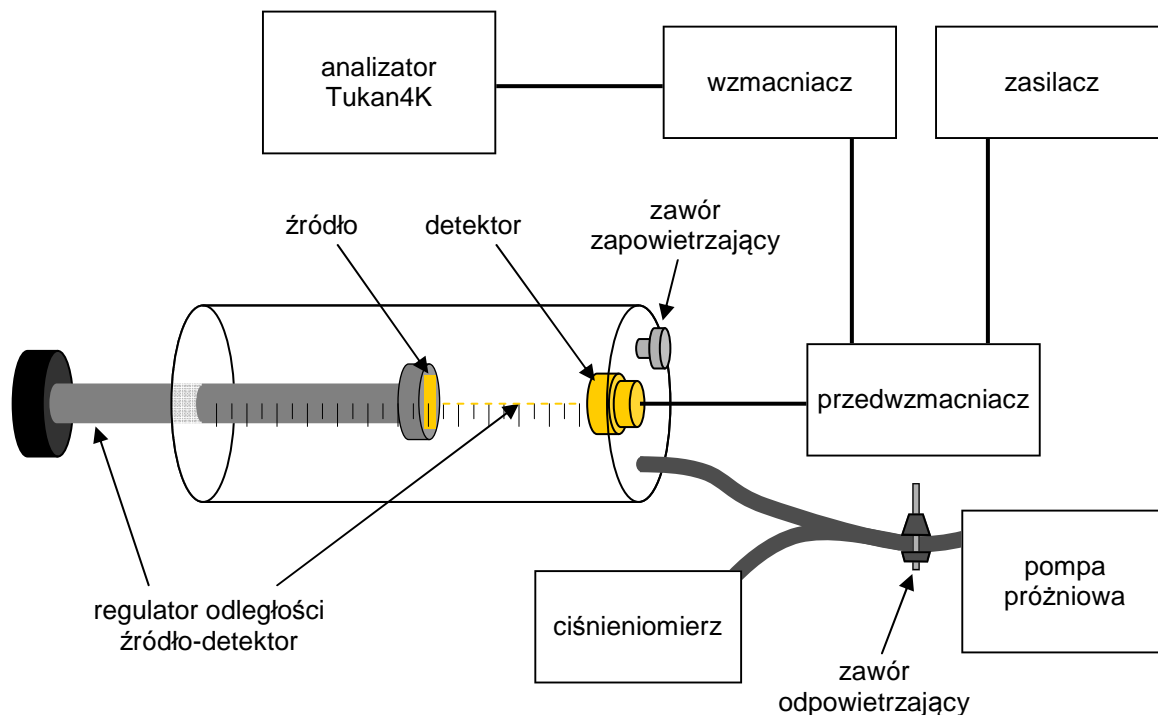 analizator
Tukan4K
wzmacniacz
zasilacz
źródło
detektor
zawór
zapowietrzający
przedwzmacniacz
regulator odległości
źródło-detektor
ciśnieniomierz
pompa
próżniowa
zawór
odpowietrzający